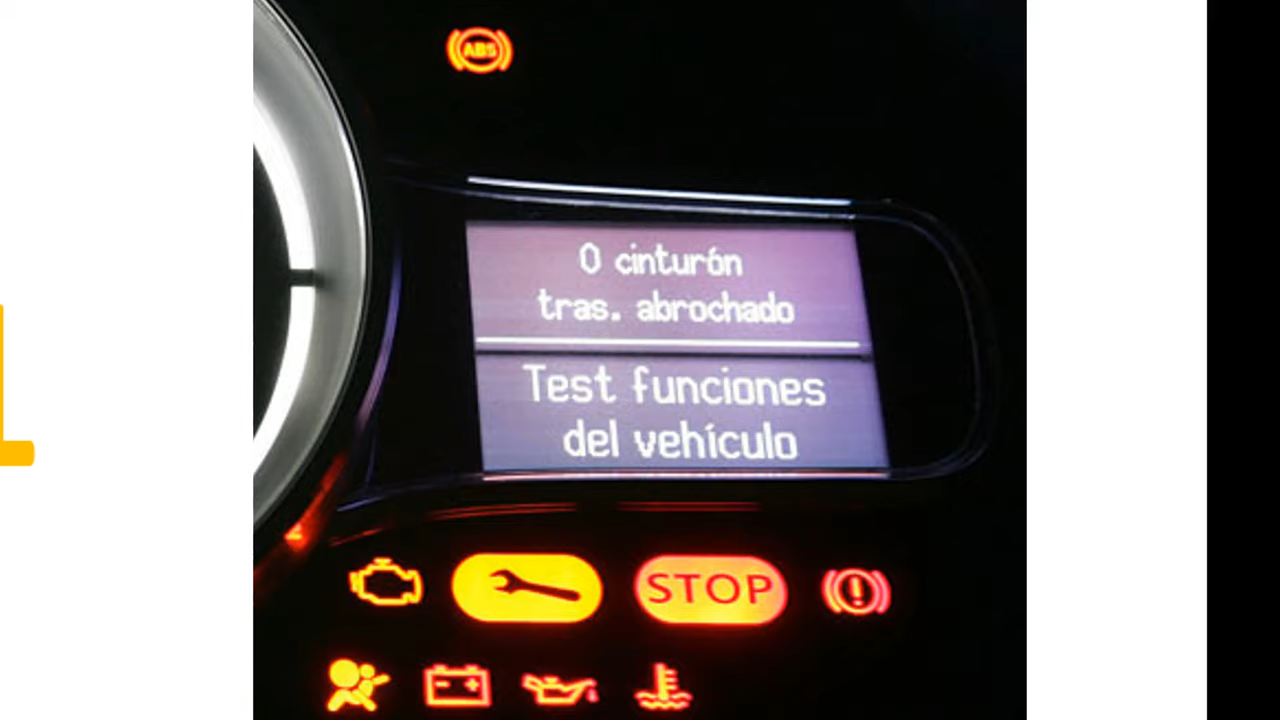 ABS
0 cinturón
tras. abrochado
Test funciones
del vehículo
STOP